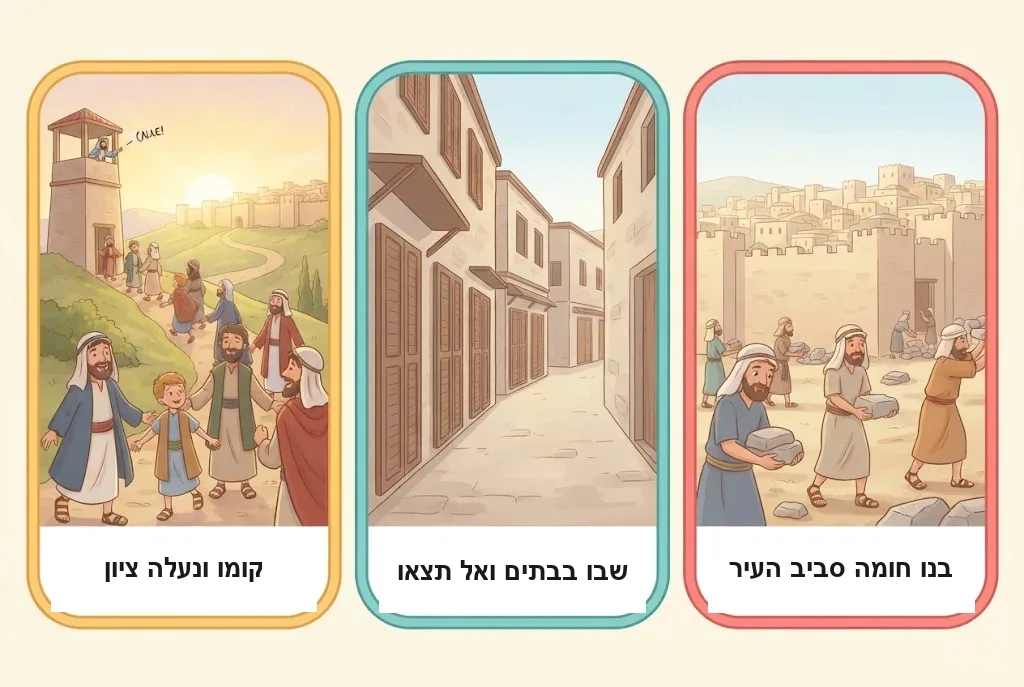 בנו חומה סביב העיר
שבו בבתים ואל תצאו
קומו ונעלה ציון